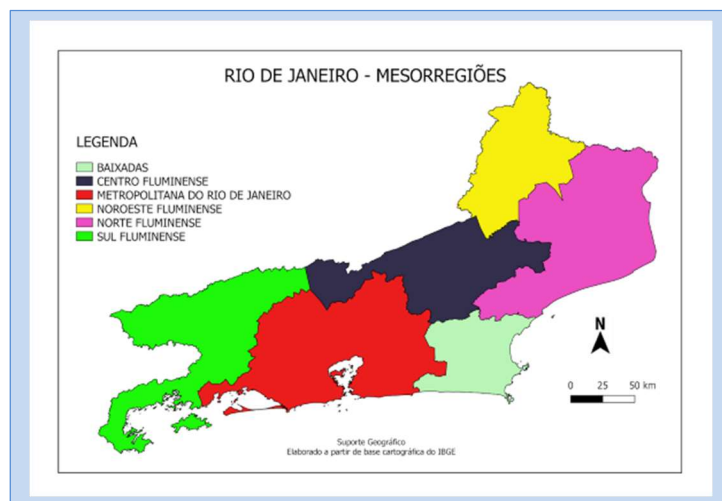 RIO DE JANEIRO - MESORREGIÕES
LEGENDA
BAIXADAS
CENTRO FLUMINENSE
METROPOLITANA DO RIO DE JANEIRO
NOROESTE FLUMINENSE
NORTE FLUMINENSE
SUL FLUMINENSE
N
0 25 50 km
Suporte Geográfico
Elaborado a partir de base cartográfica do IBGE